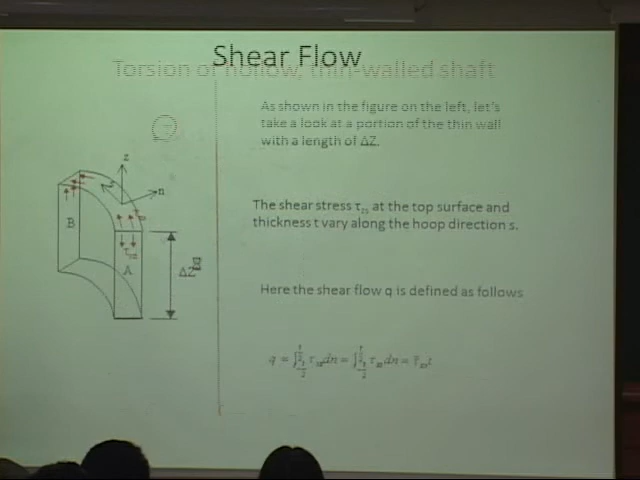 Shear Flow
Torsion of hollow, thin-walled shaft
As shown in the figure on the left, let's
take a look at a portion of the thin wall
with a length of ΔZ.
z
n
B
The shear stress τzs at the top surface and
thickness t vary along the hoop direction s.
A
ΔZ
Here the shear flow q is defined as follows